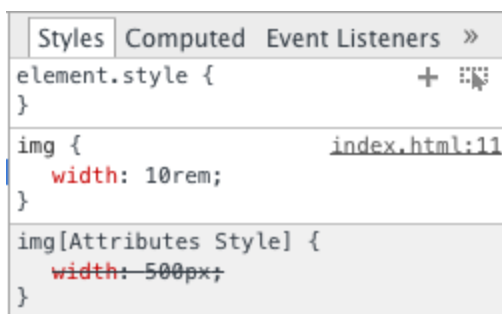 Styles Computed Event Listeners »
element.style {
}
img { index.html:11
width: 10rem;
}
img[Attributes Style] {
width: 500px;
}